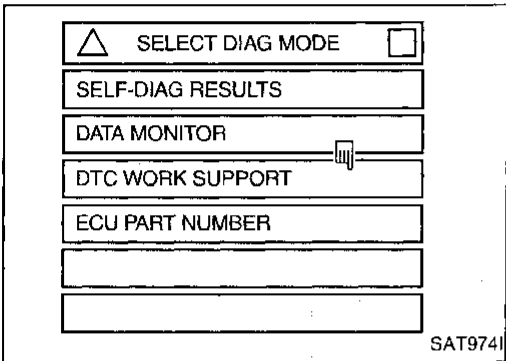 SELECT DIAG MODE
SELF-DIAG RESULTS
DATA MONITOR
DTC WORK SUPPORT
ECU PART NUMBER
SAT974I